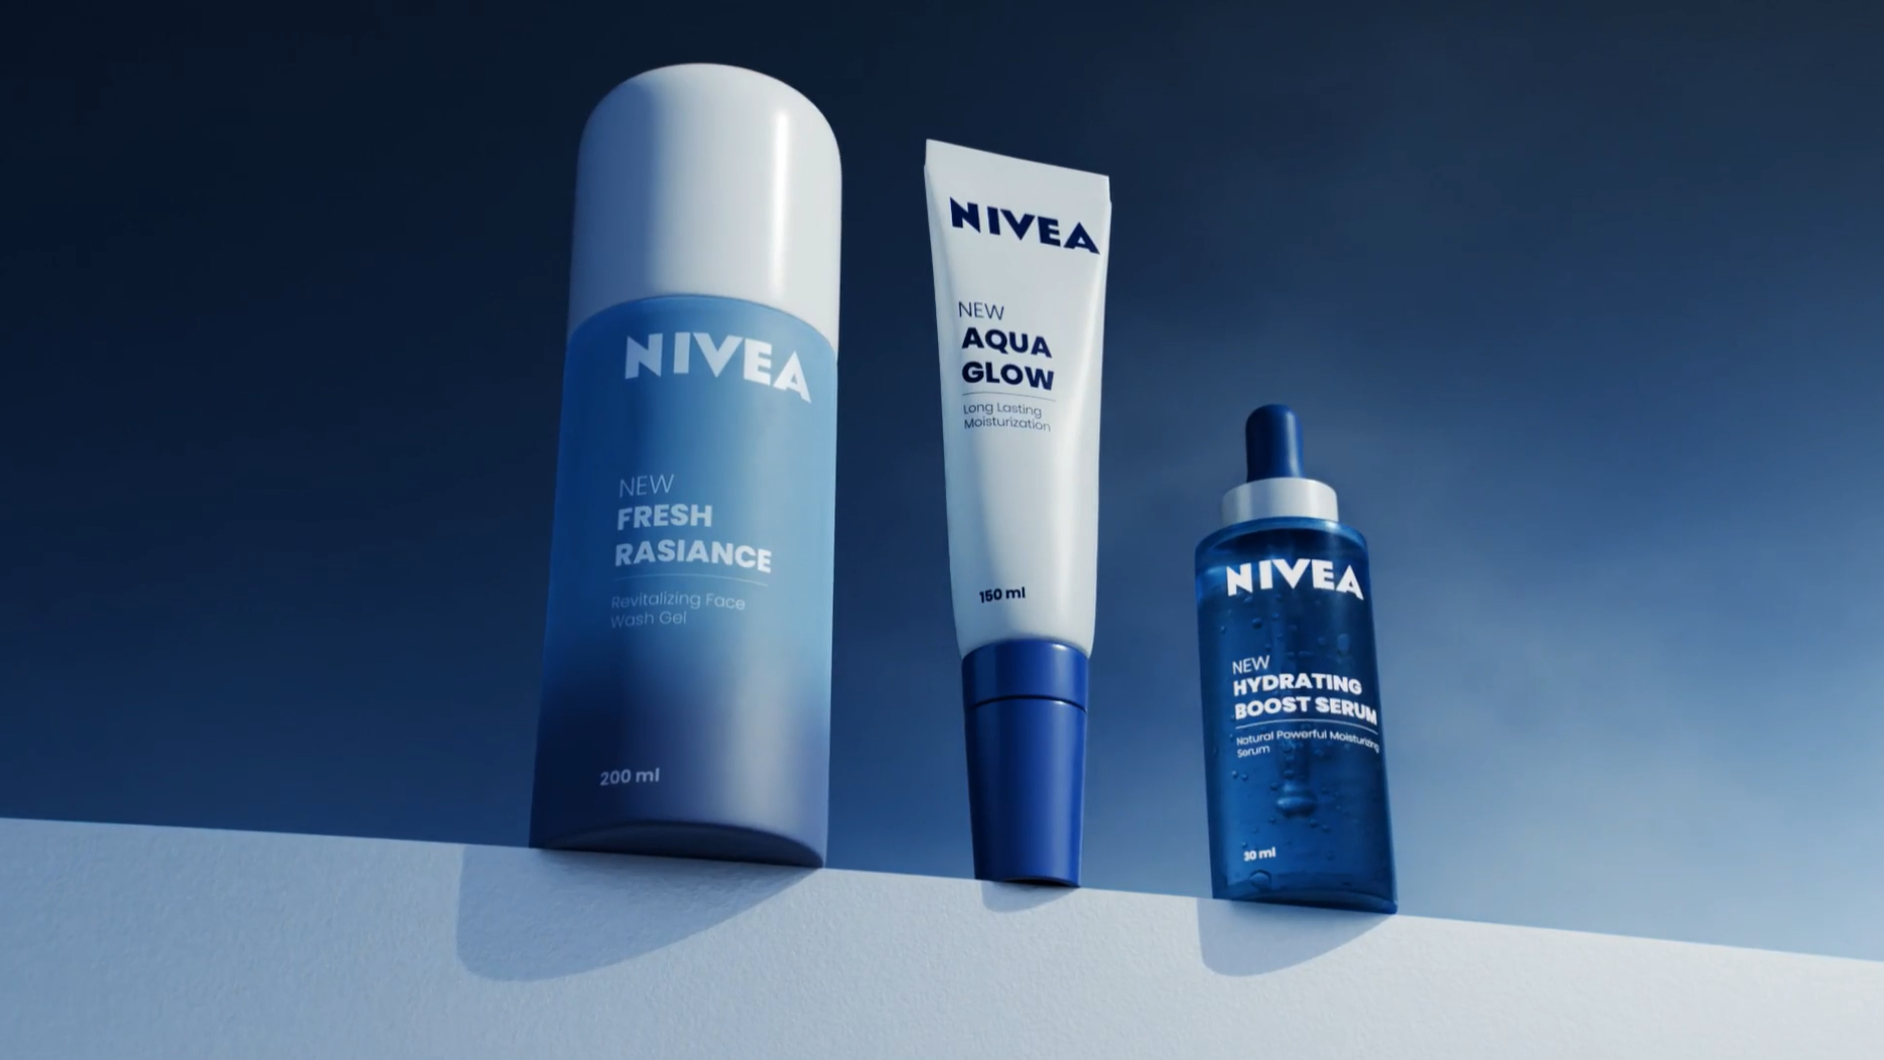 NIVEA
NEW
FRESH
RASIANCE
Revitalizing Face
Wash Gel
200 ml
NIVEA
NEW
AQUA
GLOW
Long Lasting
Moisturization
150 ml
NIVEA
NEW
HYDRATING
BOOST SERUM
Natural Powerful Moisturizing
Serum
30 ml